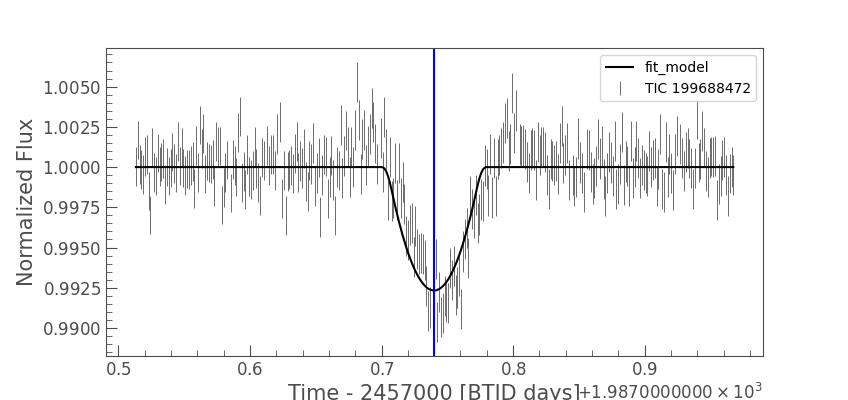 1.0050
1.0025
1.0000
0.9975
0.9950
0.9925
0.9900
Normalized Flux
fit_model
TIC 199688472
0.5
0.6
0.7
0.8
0.9
Time - 2457000 [BTJD days]
+1.9870000000 × 10³